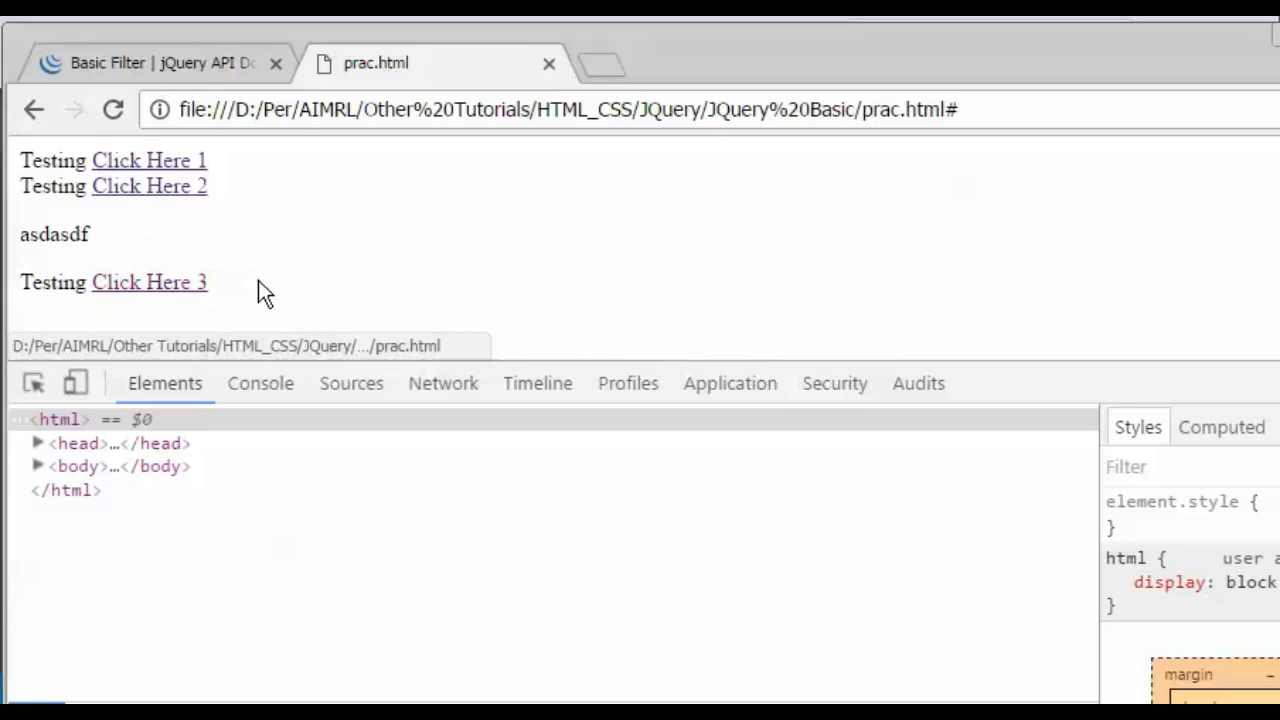 Basic Filter | jQuery API Do
prac.html
file:///D:/Per/AIMRL/Other%20Tutorials/HTML_CSS/JQuery/JQuery%20Basic/prac.html#
Testing Click Here 1
Testing Click Here 2
asdasdf
Testing Click Here 3
D:/Per/AIMRL/Other Tutorials/HTML_CSS/JQuery/.../prac.html
Elements Console Sources Network Timeline Profiles Application Security Audits
...<html> == $0
<head>…</head>
<body>…</body>
</html>
Styles Computed
Filter
element.style {
}
html { user a
display: block
}
margin –